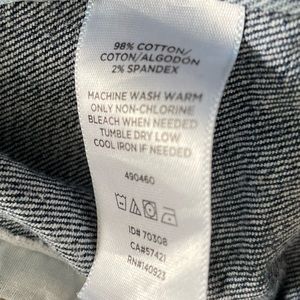 98% COTTON/
COTON/ALGODÓN
2% SPANDEX
MACHINE WASH WARM
ONLY NON-CHLORINE
BLEACH WHEN NEEDED
TUMBLE DRY LOW
COOL IRON IF NEEDED
490460
ID# 70308
CA#57421
RN#140923